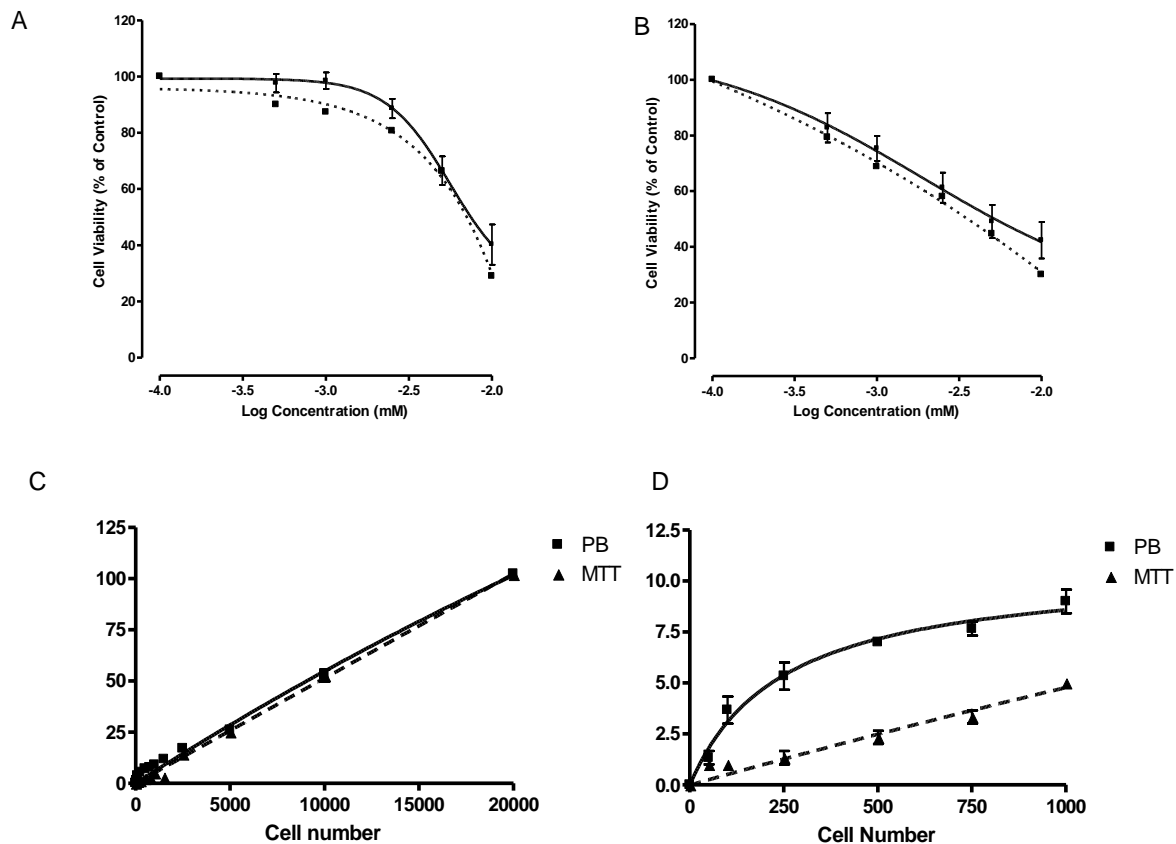 A
120
100
80
60
40
20
0
Cell Viability (% of Control)
-4.0 -3.5 -3.0 -2.5 -2.0
Log Concentration (mM)
B
120
100
80
60
40
20
0
Cell Viability (% of Control)
-4.0 -3.5 -3.0 -2.5 -2.0
Log Concentration (mM)
C
125
100
75
50
25
0
0 5000 10000 15000 20000
Cell number
PB
MTT
D
12.5
10.0
7.5
5.0
2.5
0.0
0 250 500 750 1000
Cell Number
PB
MTT